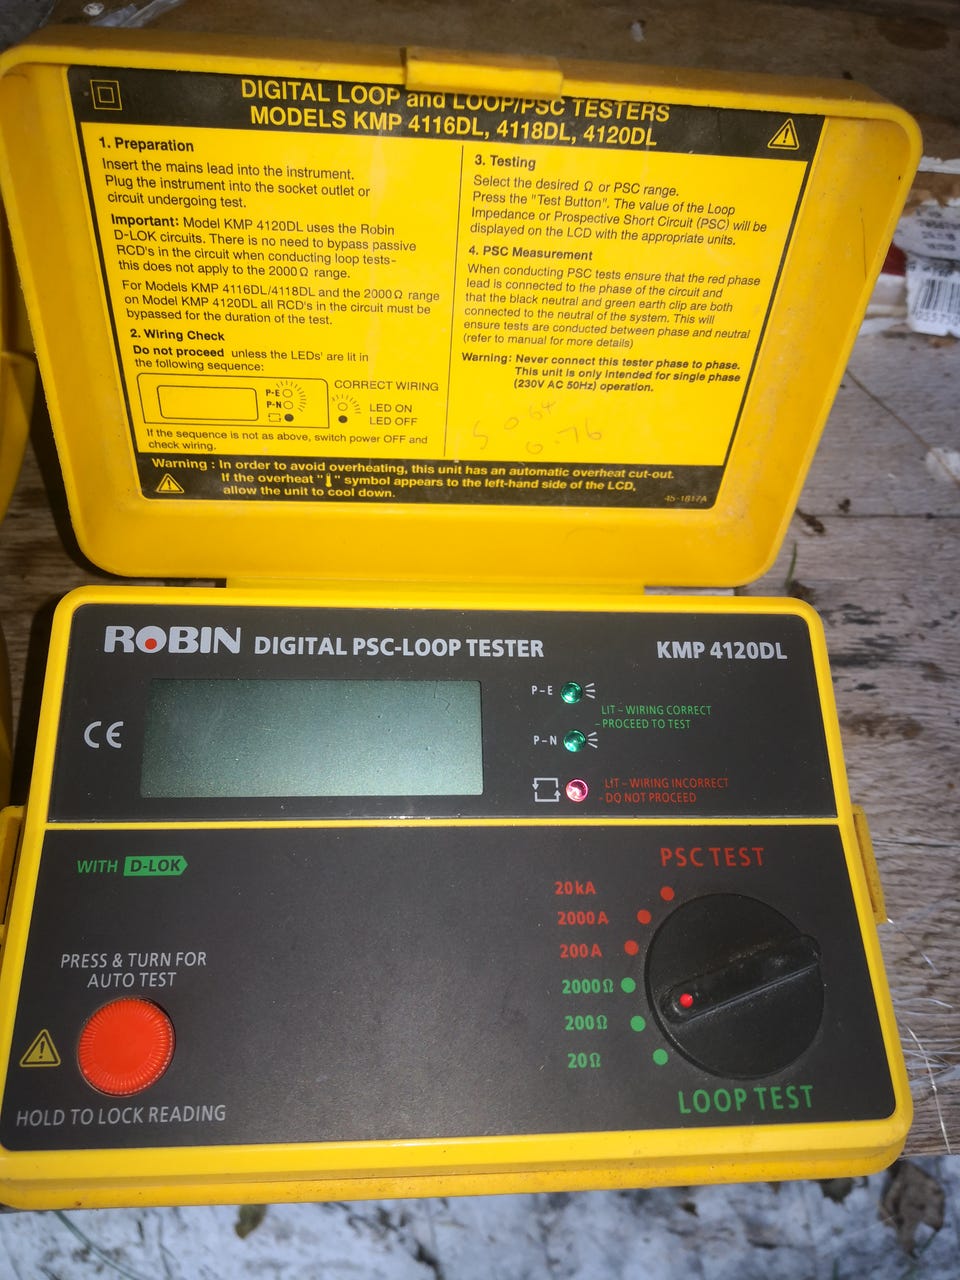 DIGITAL LOOP and LOOP/PSC TESTERS
MODELS KMP 4116DL, 4118DL, 4120DL
1. Preparation
Insert the mains lead into the instrument.
Plug the instrument into the socket outlet or
circuit undergoing test.
Important: Model KMP 4120DL uses the Robin
D-LOK circuits. There is no need to bypass passive
RCD's in the circuit when conducting loop tests-
this does not apply to the 2000Ω range.
For Models KMP 4116DL/4118DL and the 2000Ω range
on Model KMP 4120DL all RCD's in the circuit must be
bypassed for the duration of the test.
2. Wiring Check
Do not proceed unless the LEDs' are lit in
the following sequence:
P-E
P-N
CORRECT WIRING
LED ON
LED OFF
If the sequence is not as above, switch power OFF and
check wiring.
3. Testing
Select the desired Ω or PSC range.
Press the "Test Button". The value of the Loop
Impedance or Prospective Short Circuit (PSC) will be
displayed on the LCD with the appropriate units.
4. PSC Measurement
When conducting PSC tests ensure that the red phase
lead is connected to the phase of the circuit and
that the black neutral and green earth clip are both
connected to the neutral of the system. This will
ensure tests are conducted between phase and neutral
(refer to manual for more details)
Warning: Never connect this tester phase to phase.
This unit is only intended for single phase
(230V AC 50Hz) operation.
0.76
Warning : In order to avoid overheating, this unit has an automatic overheat cut-out.
If the overheat " " symbol appears to the left-hand side of the LCD,
allow the unit to cool down.
45-1817A
ROBIN DIGITAL PSC-LOOP TESTER
KMP 4120DL
CE
P-E
LIT - WIRING CORRECT
- PROCEED TO TEST
P-N
LIT - WIRING INCORRECT
- DO NOT PROCEED
WITH D-LOK
PRESS & TURN FOR
AUTO TEST
HOLD TO LOCK READING
PSC TEST
20kA
2000A
200A
2000Ω
200Ω
20Ω
LOOP TEST